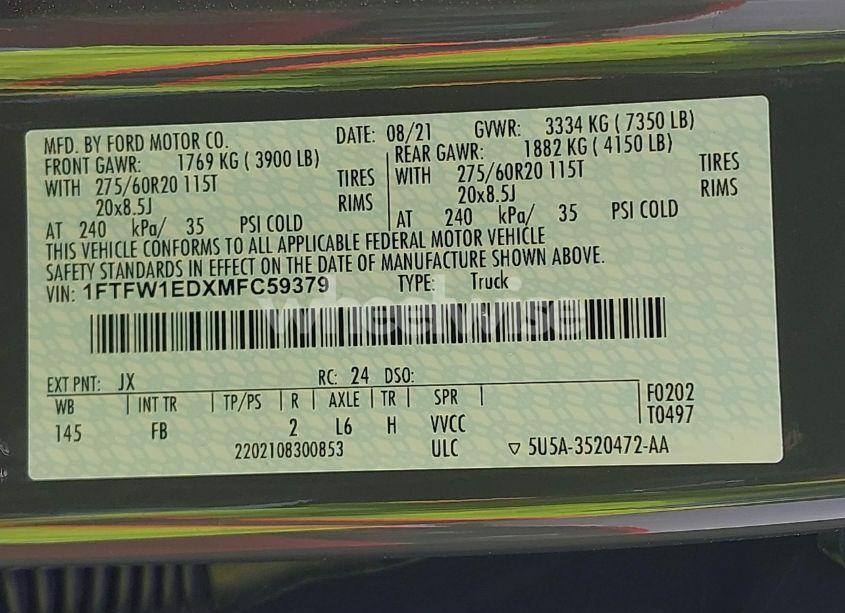 MFD. BY FORD MOTOR CO. DATE: 08/21 GVWR: 3334 KG ( 7350 LB)
FRONT GAWR: 1769 KG ( 3900 LB) REAR GAWR: 1882 KG ( 4150 LB)
WITH 275/60R20 115T TIRES WITH 275/60R20 115T TIRES
20x8.5J RIMS 20x8.5J RIMS
AT 240 kPa/ 35 PSI COLD AT 240 kPa/ 35 PSI COLD
THIS VEHICLE CONFORMS TO ALL APPLICABLE FEDERAL MOTOR VEHICLE
SAFETY STANDARDS IN EFFECT ON THE DATE OF MANUFACTURE SHOWN ABOVE.
VIN: 1FTFW1EDXMFC59379 TYPE: Truck
wheelwise
EXT PNT: JX RC: 24 DSO:
WB | INT TR | TP/PS | R | AXLE | TR | SPR | F0202
145 FB 2 L6 H VVCC T0497
2202108300853 ULC ▽ 5U5A-3520472-AA